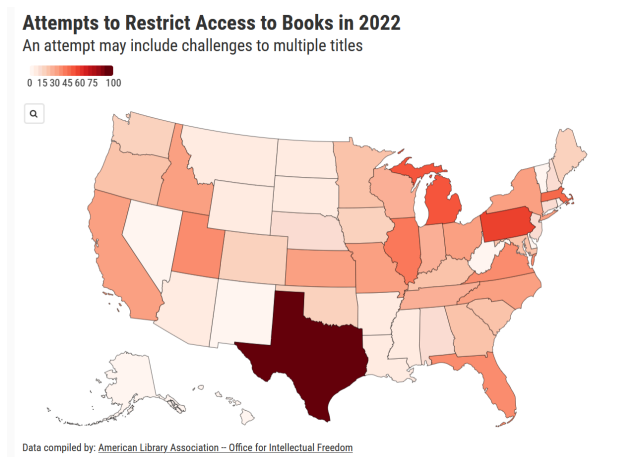 Attempts to Restrict Access to Books in 2022
An attempt may include challenges to multiple titles
0 15 30 45 60 75 100
Data compiled by: American Library Association – Office for Intellectual Freedom